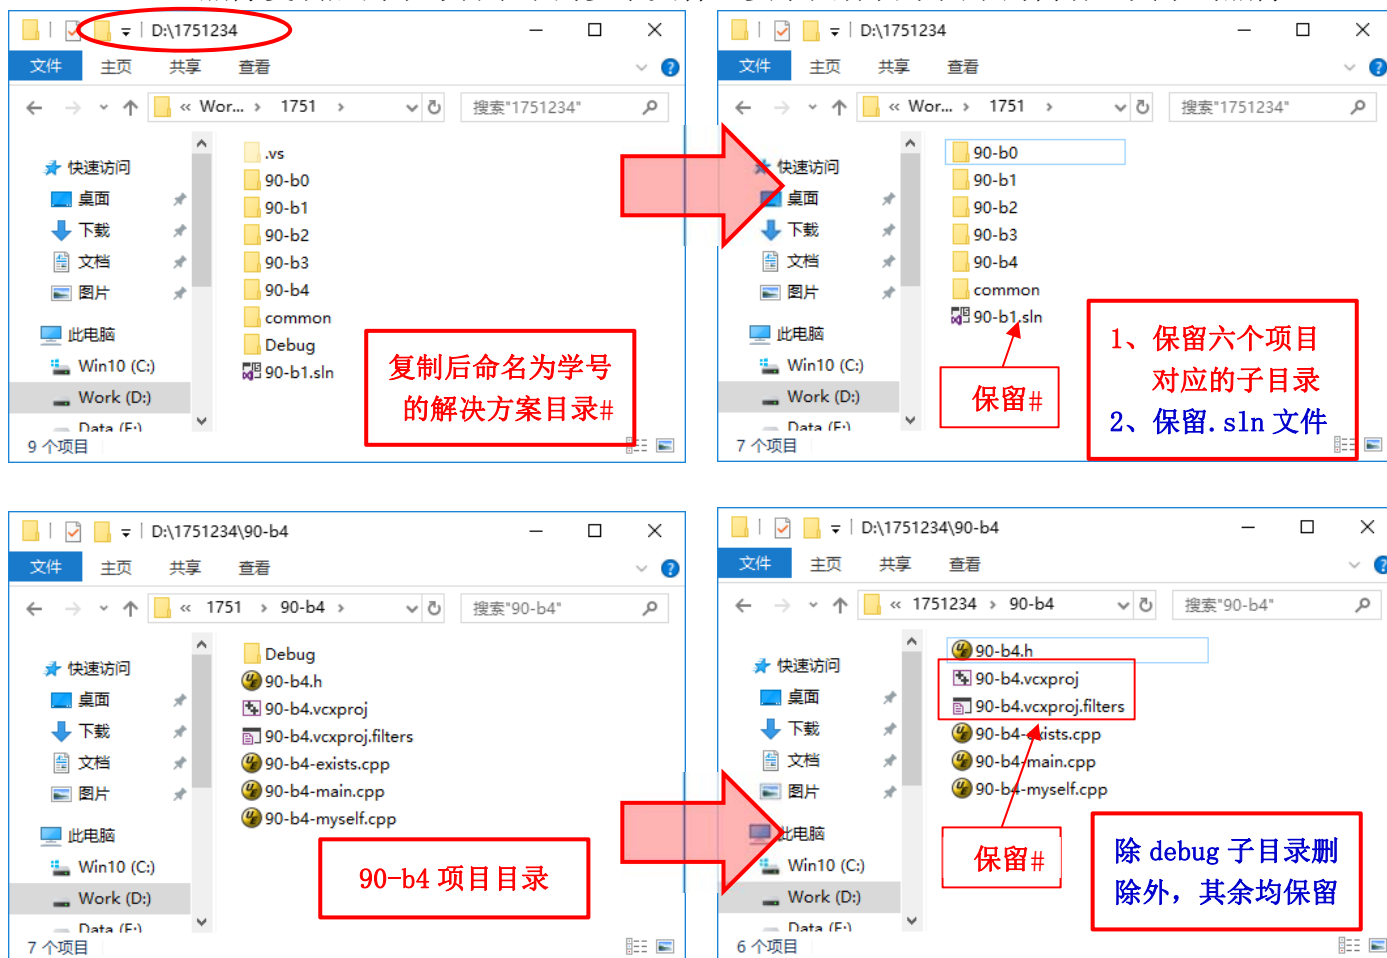 D:\1751234
文件 主页 共享 查看
« Wor... › 1751 ›
搜索"1751234"
快速访问
桌面
下载
文档
图片
此电脑
Win10 (C:)
Work (D:)
Data (E:)
.vs
90-b0
90-b1
90-b2
90-b3
90-b4
common
Debug
90-b1.sln
复制后命名为学号
的解决方案目录#
9 个项目
D:\1751234
文件 主页 共享 查看
« Wor... › 1751 ›
搜索"1751234"
快速访问
桌面
下载
文档
图片
此电脑
Win10 (C:)
Work (D:)
Data (E:)
90-b0
90-b1
90-b2
90-b3
90-b4
common
90-b1.sln
保留#
1、保留六个项目
对应的子目录
2、保留.sln 文件
7 个项目
D:\1751234\90-b4
文件 主页 共享 查看
« 1751 › 90-b4 ›
搜索"90-b4"
快速访问
桌面
下载
文档
图片
此电脑
Win10 (C:)
Work (D:)
Data (E:)
Debug
90-b4.h
90-b4.vcxproj
90-b4.vcxproj.filters
90-b4-exists.cpp
90-b4-main.cpp
90-b4-myself.cpp
90-b4 项目目录
7 个项目
D:\1751234\90-b4
文件 主页 共享 查看
« 1751234 › 90-b4
搜索"90-b4"
快速访问
桌面
下载
文档
图片
此电脑
Win10 (C:)
Work (D:)
Data (E:)
90-b4.h
90-b4.vcxproj
90-b4.vcxproj.filters
90-b4-exists.cpp
90-b4-main.cpp
90-b4-myself.cpp
保留#
除 debug 子目录删
除外，其余均保留
6 个项目